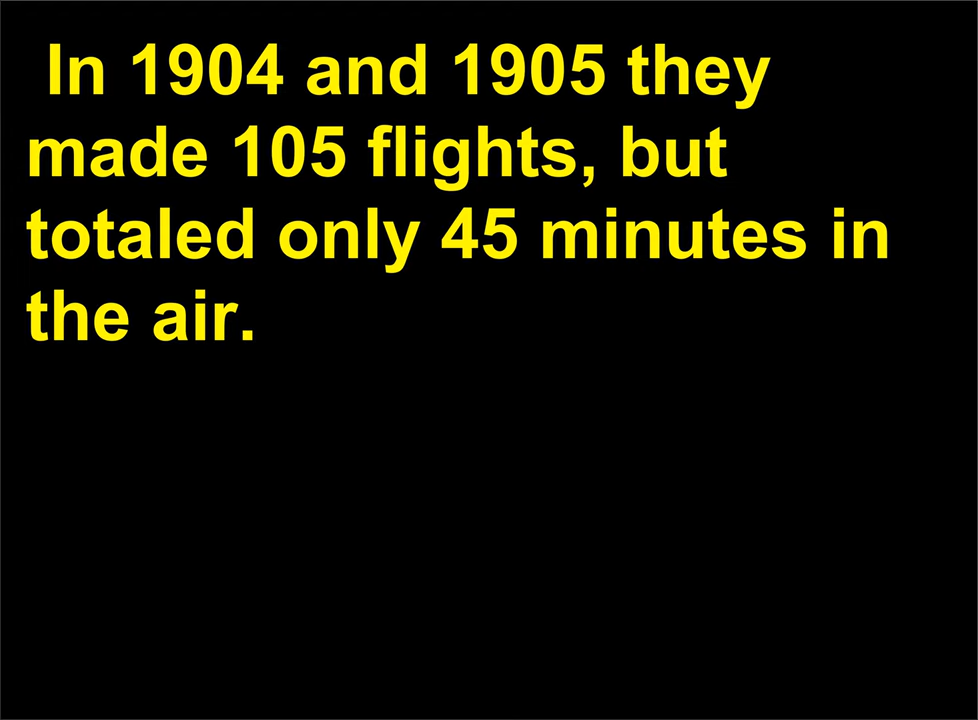 In 1904 and 1905 they
made 105 flights, but
totaled only 45 minutes in
the air.